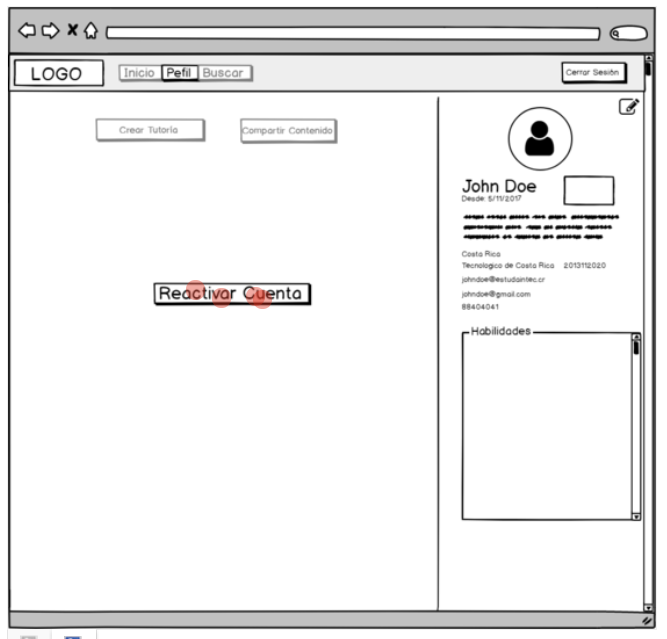 LOGO
Inicio Pefil Buscar
Cerrar Sesión
Crear Tutoría
Compartir Contenido
Reactivar Cuenta
John Doe
Desde: 5/11/2017
Costa Rica
Tecnologico de Costa Rica 2013112020
johndoe@estudaintec.cr
johndoe@gmail.com
88404041
Habilidades